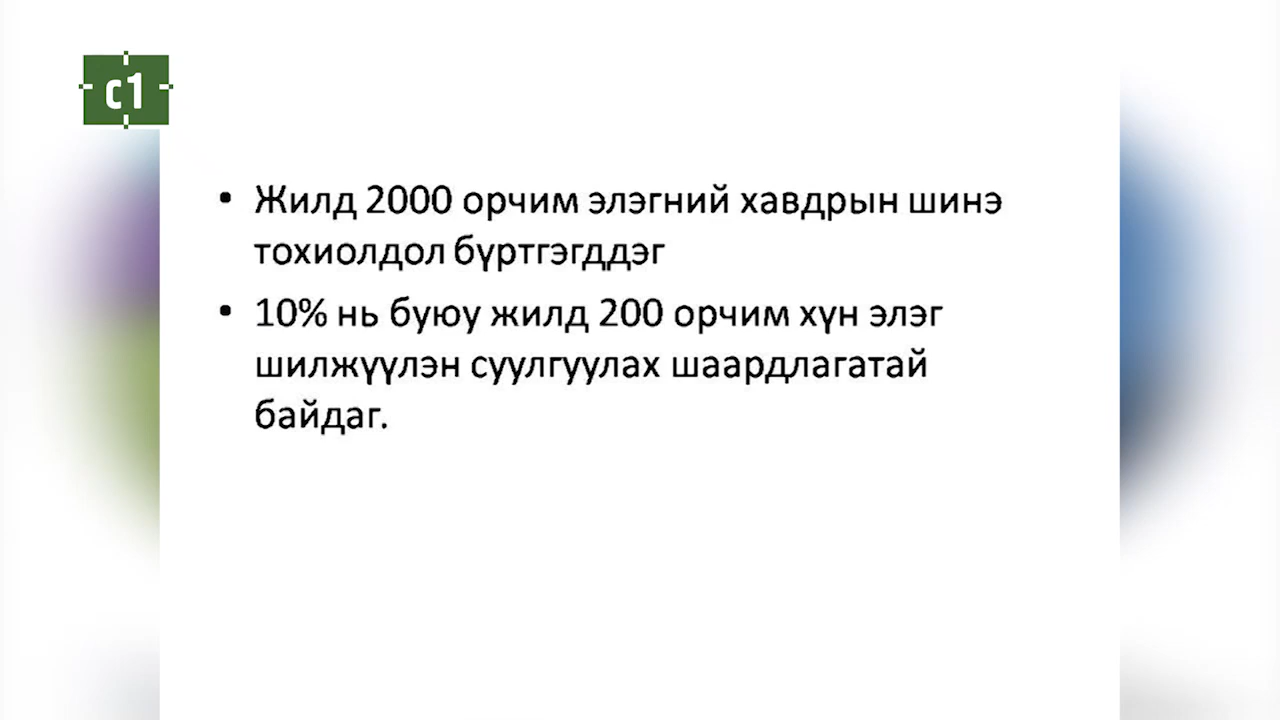 c1
• Жилд 2000 орчим элэгний хавдрын шинэ
тохиолдол бүртгэгддэг
• 10% нь буюу жилд 200 орчим хүн элэг
шилжүүлэн суулгуулах шаардлагатай
байдаг.